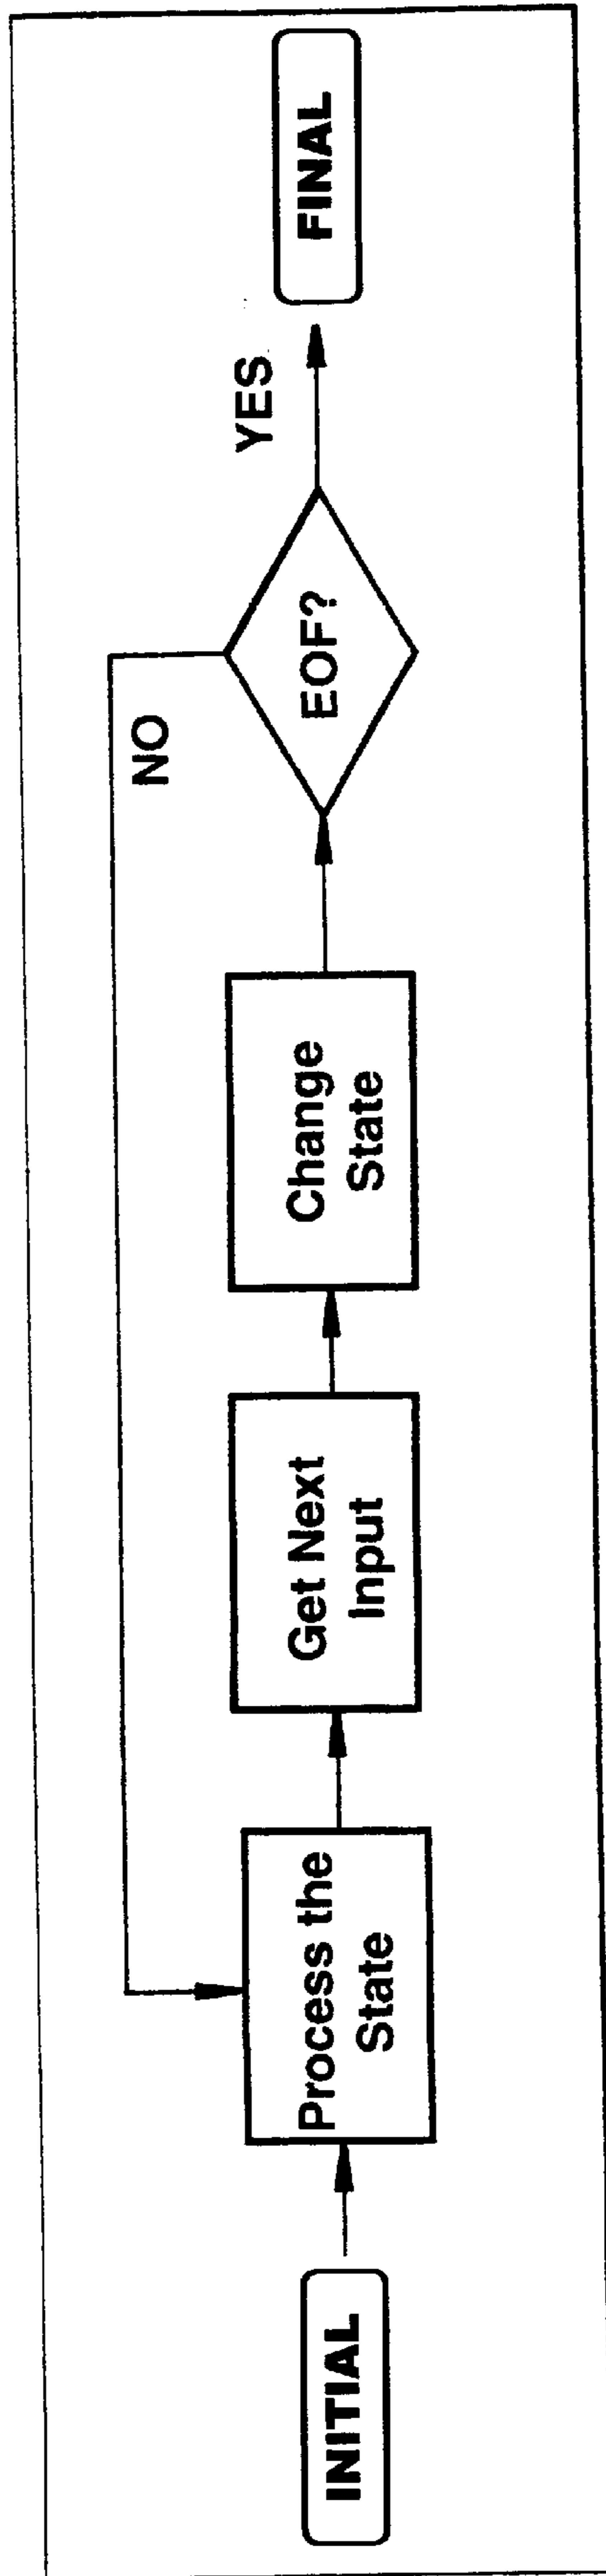 INITIAL
Process the
State
Get Next
Input
Change
State
EOF?
NO
YES
FINAL